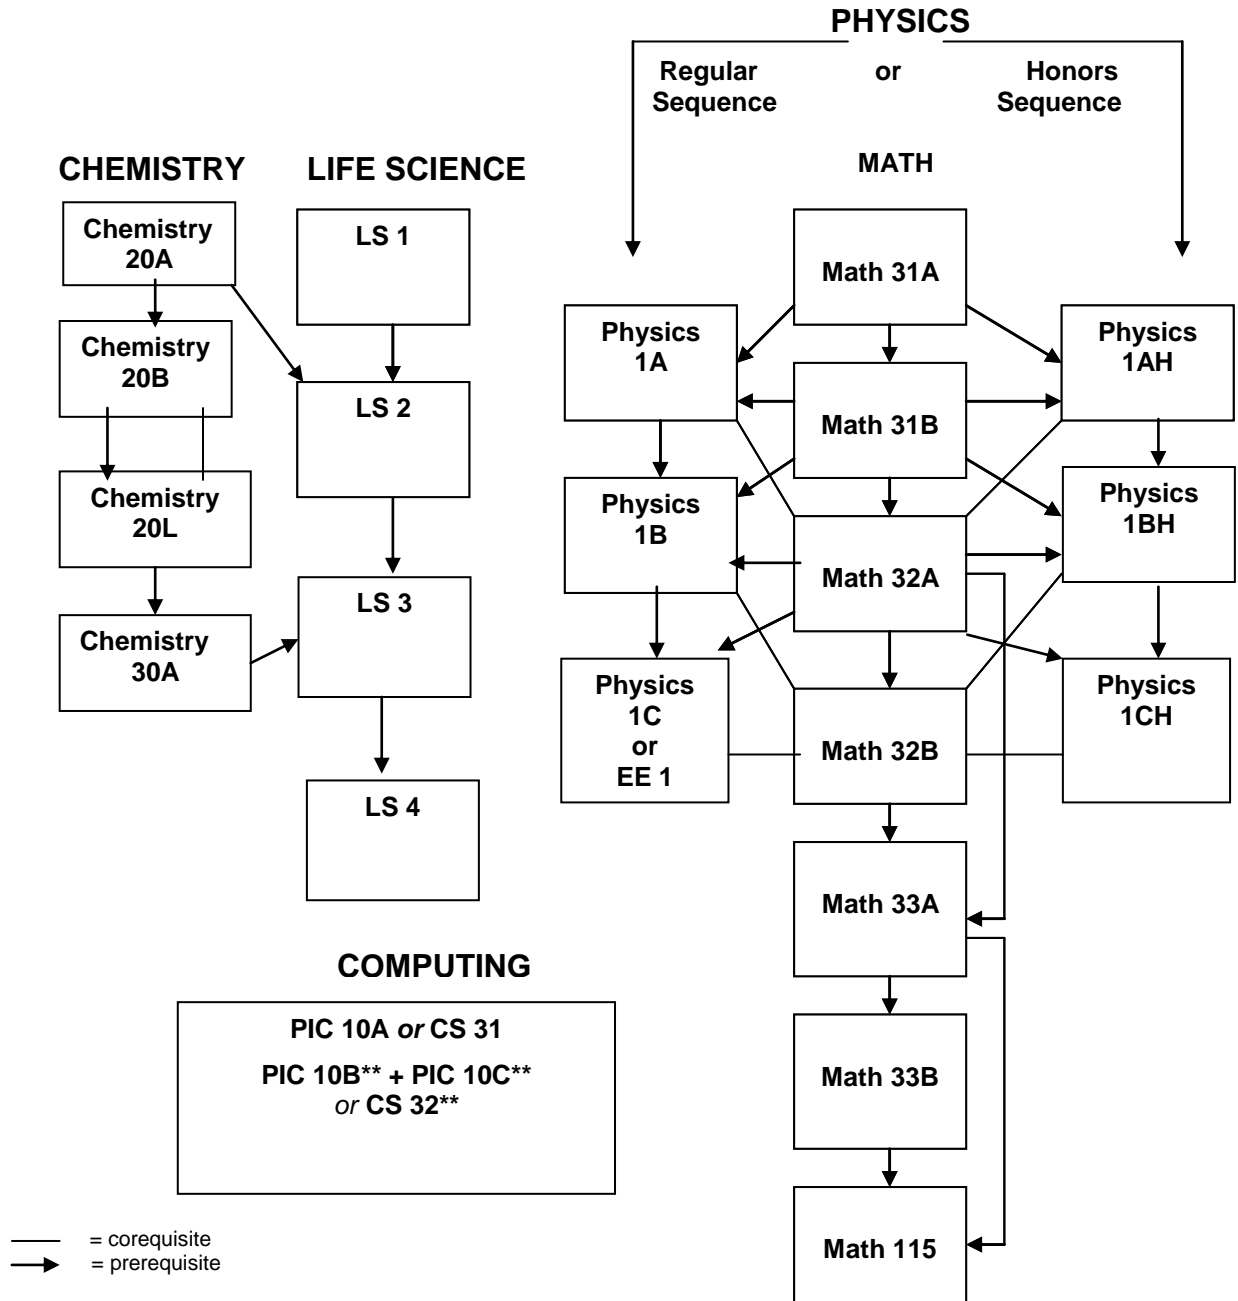 PHYSICS
Regular
Sequence
or
Honors
Sequence
CHEMISTRY
LIFE SCIENCE
MATH
Chemistry
20A
Chemistry
20B
Chemistry
20L
Chemistry
30A
LS 1
LS 2
LS 3
LS 4
Physics
1A
Physics
1B
Physics
1C
or
EE 1
Math 31A
Math 31B
Math 32A
Math 32B
Math 33A
Math 33B
Math 115
Physics
1AH
Physics
1BH
Physics
1CH
COMPUTING
PIC 10A or CS 31
PIC 10B** + PIC 10C**
or CS 32**
= corequisite
= prerequisite